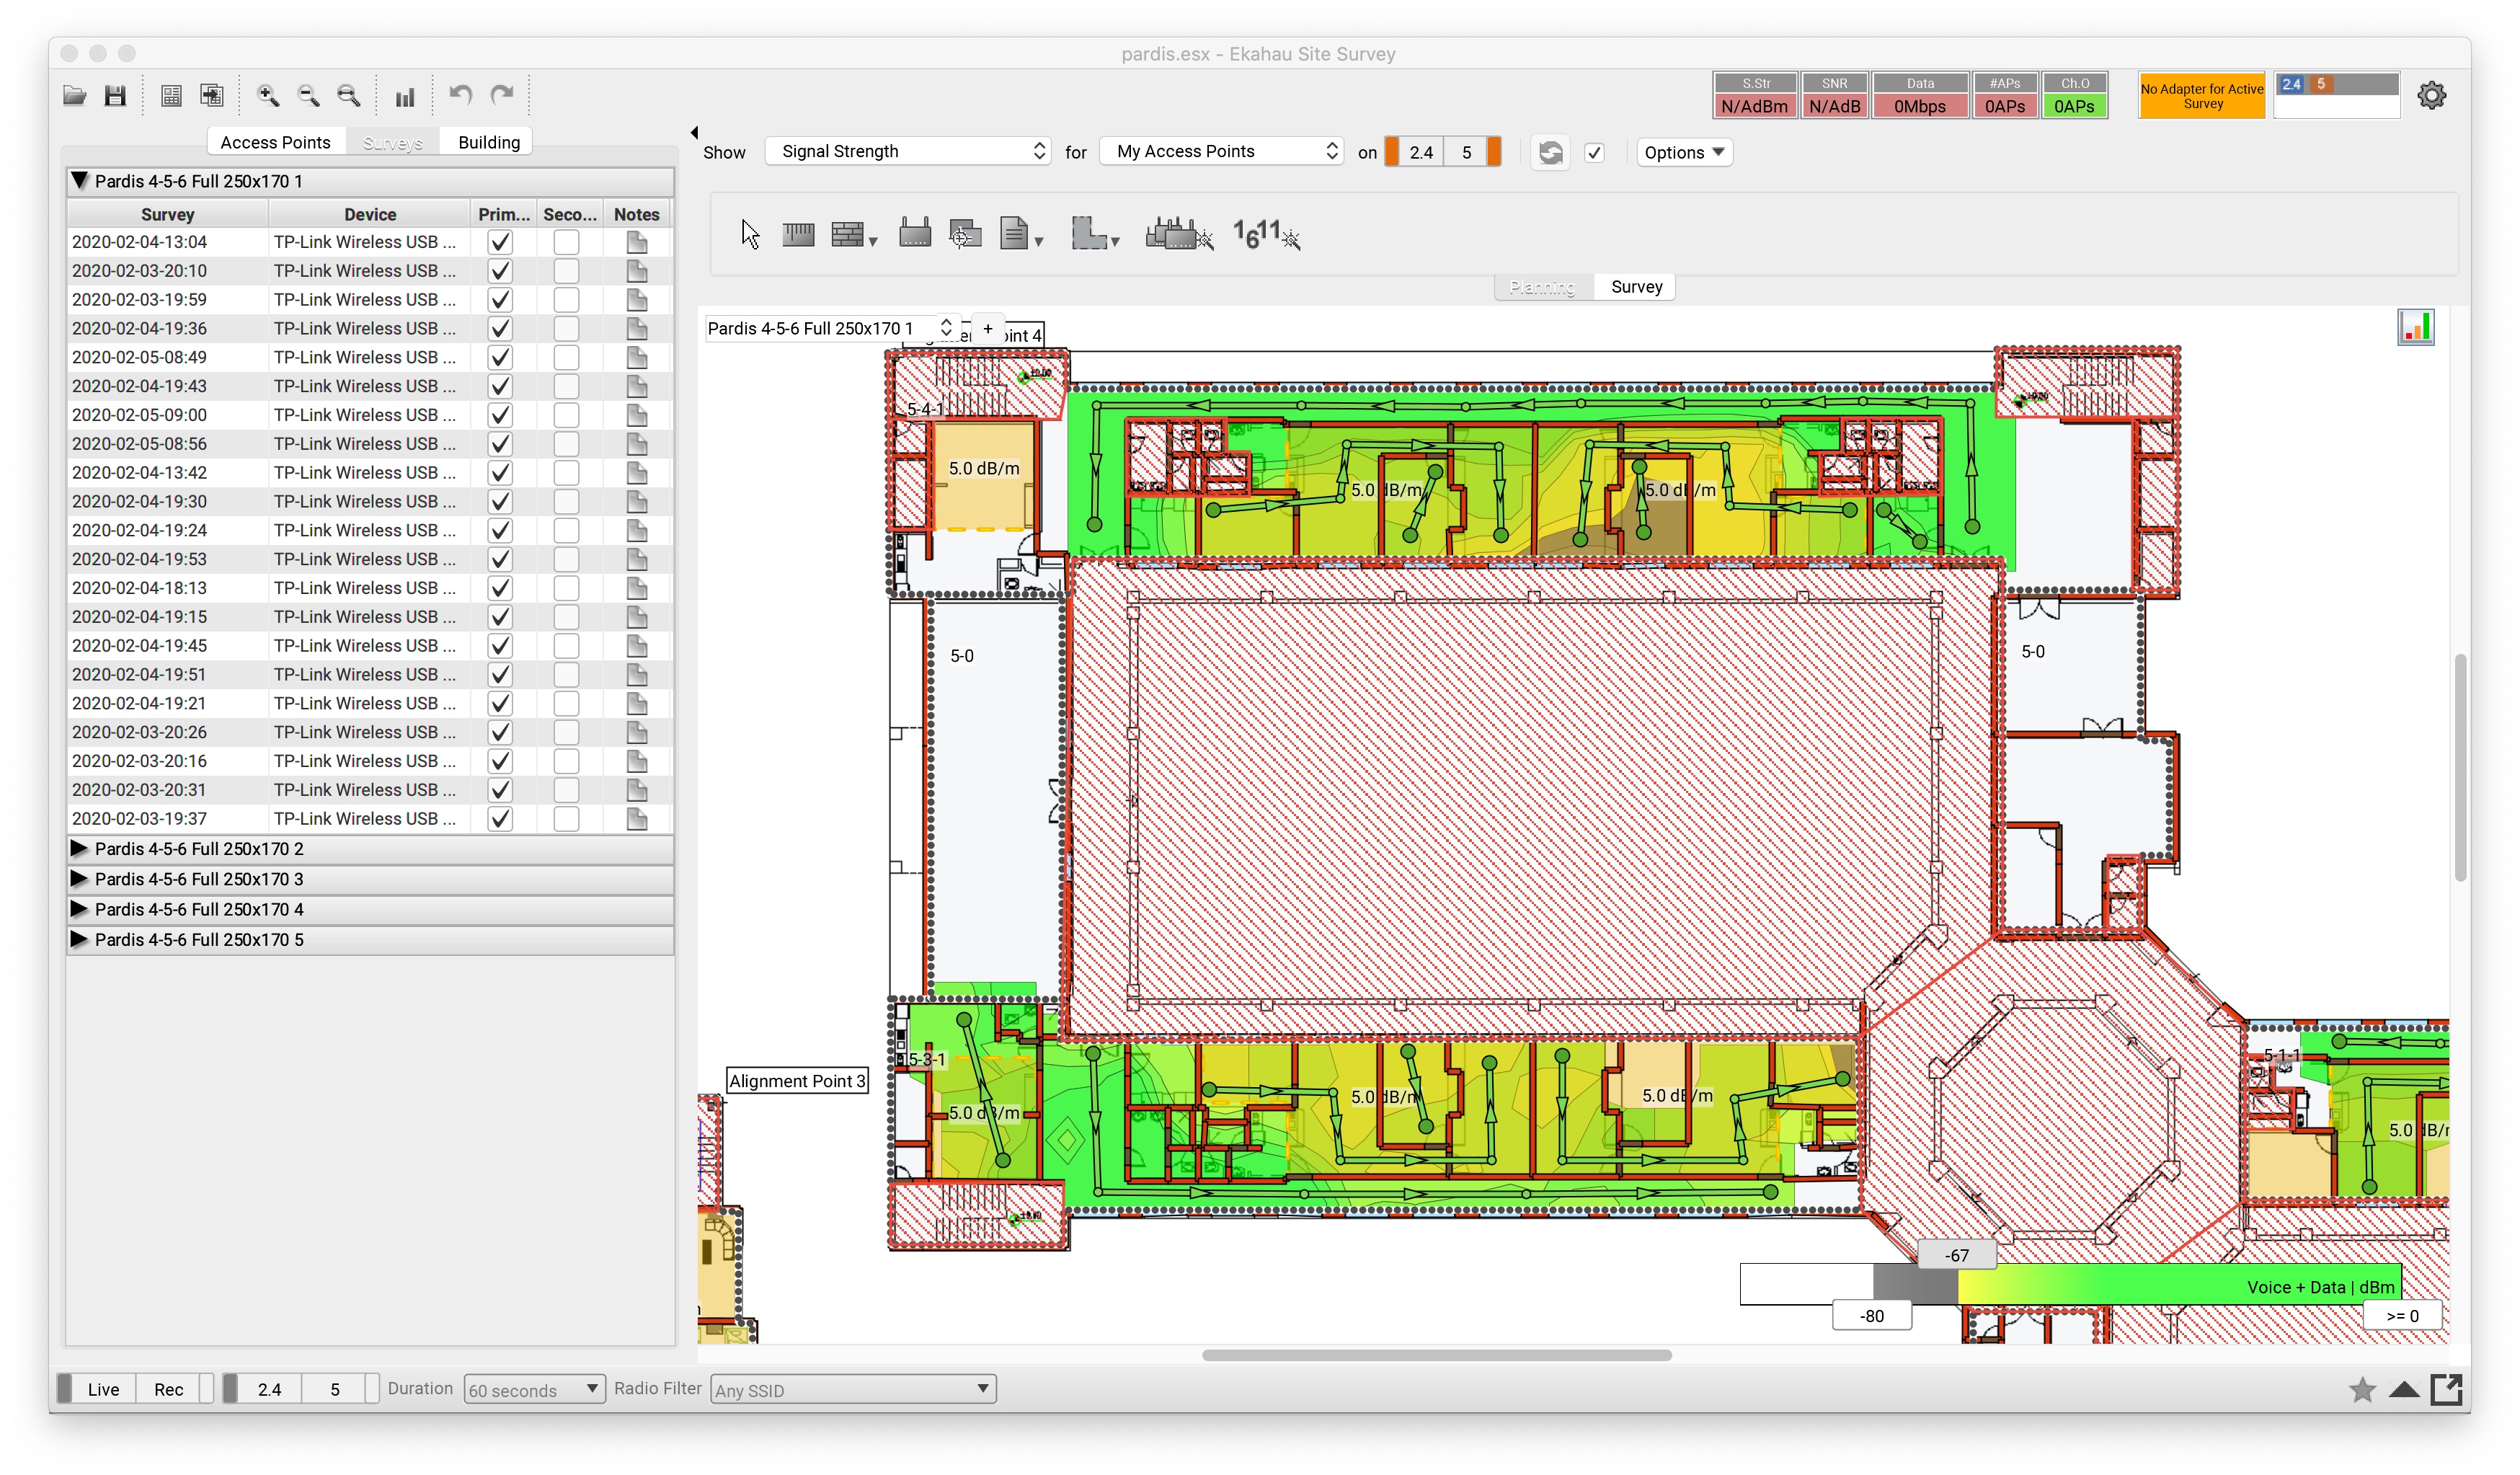 pardis.esx - Ekahau Site Survey
S.Str SNR Data #APs Ch.O
N/AdBm N/AdB 0Mbps 0APs 0APs
No Adapter for Active Survey
2.4 5
Access Points Surveys Building
Show Signal Strength for My Access Points on 2.4 5 Options
Pardis 4-5-6 Full 250x170 1
Survey Device Prim... Seco... Notes
2020-02-04-13:04 TP-Link Wireless USB ...
2020-02-03-20:10 TP-Link Wireless USB ...
2020-02-03-19:59 TP-Link Wireless USB ...
2020-02-04-19:36 TP-Link Wireless USB ...
2020-02-05-08:49 TP-Link Wireless USB ...
2020-02-04-19:43 TP-Link Wireless USB ...
2020-02-05-09:00 TP-Link Wireless USB ...
2020-02-05-08:56 TP-Link Wireless USB ...
2020-02-04-13:42 TP-Link Wireless USB ...
2020-02-04-19:30 TP-Link Wireless USB ...
2020-02-04-19:24 TP-Link Wireless USB ...
2020-02-04-19:53 TP-Link Wireless USB ...
2020-02-04-18:13 TP-Link Wireless USB ...
2020-02-04-19:15 TP-Link Wireless USB ...
2020-02-04-19:45 TP-Link Wireless USB ...
2020-02-04-19:51 TP-Link Wireless USB ...
2020-02-04-19:21 TP-Link Wireless USB ...
2020-02-03-20:26 TP-Link Wireless USB ...
2020-02-03-20:16 TP-Link Wireless USB ...
2020-02-03-20:31 TP-Link Wireless USB ...
2020-02-03-19:37 TP-Link Wireless USB ...
Pardis 4-5-6 Full 250x170 2
Pardis 4-5-6 Full 250x170 3
Pardis 4-5-6 Full 250x170 4
Pardis 4-5-6 Full 250x170 5
1 6 11
Planning Survey
Pardis 4-5-6 Full 250x170 1 +
oint 4
5-4-1
5.0 dB/m
5.0 dB/m
5.0 dB/m
5-0
5-0
5-3-1
5-1-1
Alignment Point 3
5.0 dB/m
5.0 dB/m
5.0 dB/m
5.0 dB/
-67
Voice + Data | dBm
-80
>= 0
Live Rec 2.4 5 Duration 60 seconds Radio Filter Any SSID